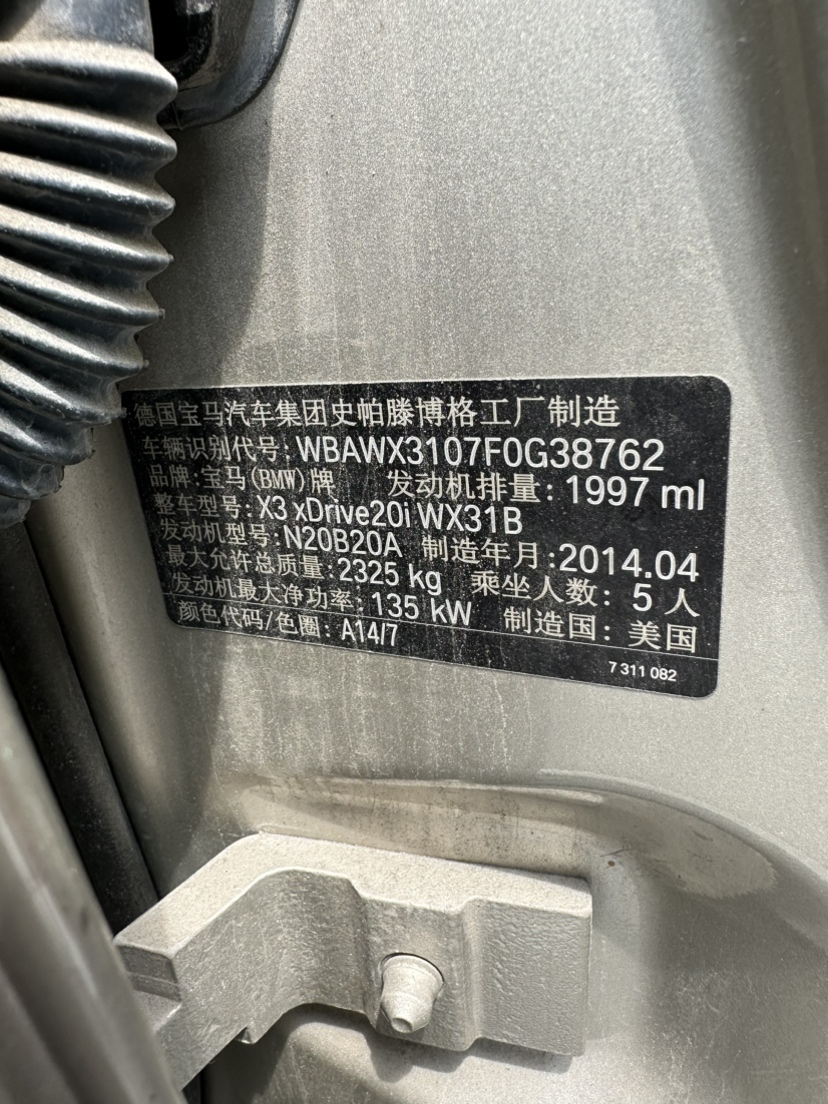 德国宝马汽车集团史帕滕博格工厂制造
车辆识别代号: WBAWX3107F0G38762
品牌: 宝马(BMW)牌 发动机排量: 1997 ml
整车型号: X3 xDrive20i WX31B
发动机型号: N20B20A 制造年月: 2014.04
最大允许总质量: 2325 kg 乘坐人数: 5 人
发动机最大净功率: 135 kW 制造国: 美国
颜色代码/色圈: A14/7
7 311 082